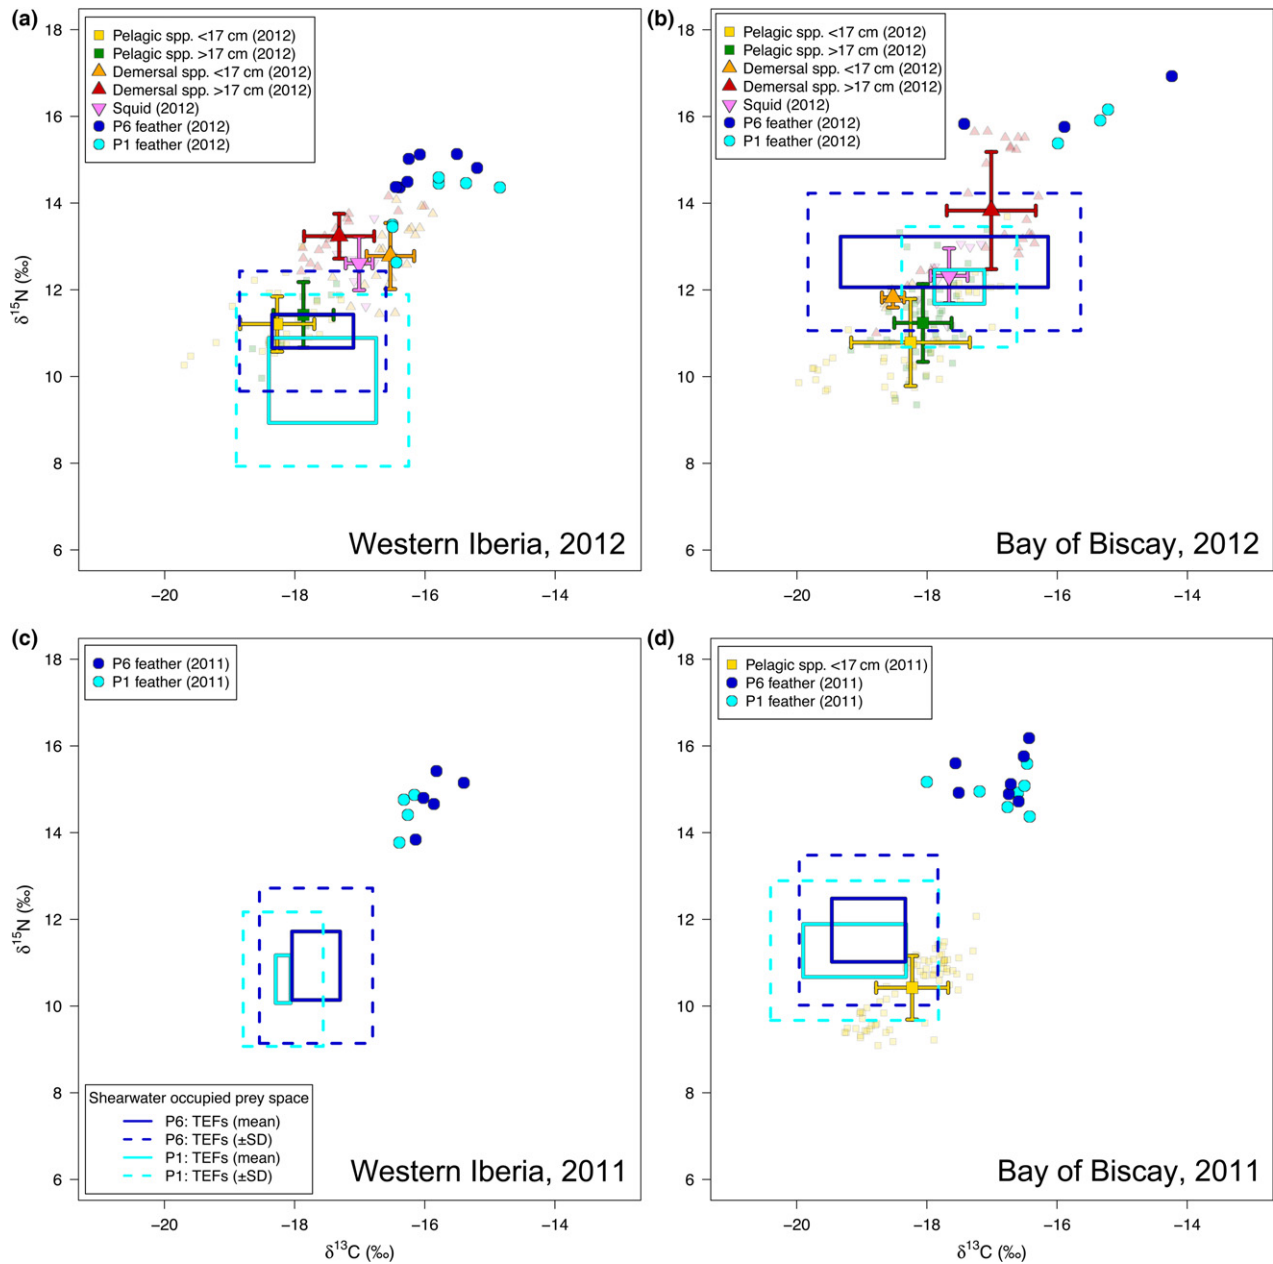 (a)
18
16
14
12
10
8
6
δ15N (‰)
Pelagic spp. <17 cm (2012)
Pelagic spp. >17 cm (2012)
Demersal spp. <17 cm (2012)
Demersal spp. >17 cm (2012)
Squid (2012)
P6 feather (2012)
P1 feather (2012)
Western Iberia, 2012
−20 −18 −16 −14
(b)
18
16
14
12
10
8
6
Pelagic spp. <17 cm (2012)
Pelagic spp. >17 cm (2012)
Demersal spp. <17 cm (2012)
Demersal spp. >17 cm (2012)
Squid (2012)
P6 feather (2012)
P1 feather (2012)
Bay of Biscay, 2012
−20 −18 −16 −14
(c)
18
16
14
12
10
8
6
δ15N (‰)
P6 feather (2011)
P1 feather (2011)
Shearwater occupied prey space
P6: TEFs (mean)
P6: TEFs (±SD)
P1: TEFs (mean)
P1: TEFs (±SD)
Western Iberia, 2011
−20 −18 −16 −14
δ13C (‰)
(d)
18
16
14
12
10
8
6
Pelagic spp. <17 cm (2011)
P6 feather (2011)
P1 feather (2011)
Bay of Biscay, 2011
−20 −18 −16 −14
δ13C (‰)